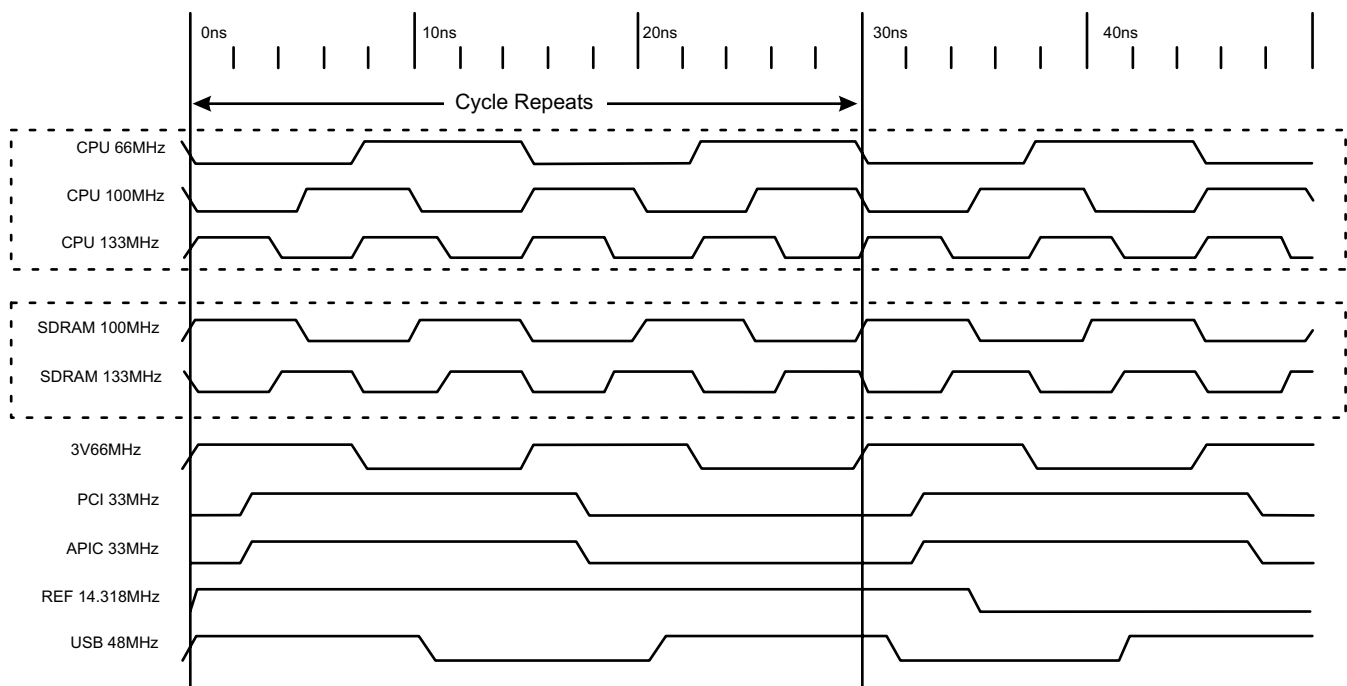 0ns 10ns 20ns 30ns 40ns
Cycle Repeats
CPU 66MHz
CPU 100MHz
CPU 133MHz
SDRAM 100MHz
SDRAM 133MHz
3V66MHz
PCI 33MHz
APIC 33MHz
REF 14.318MHz
USB 48MHz